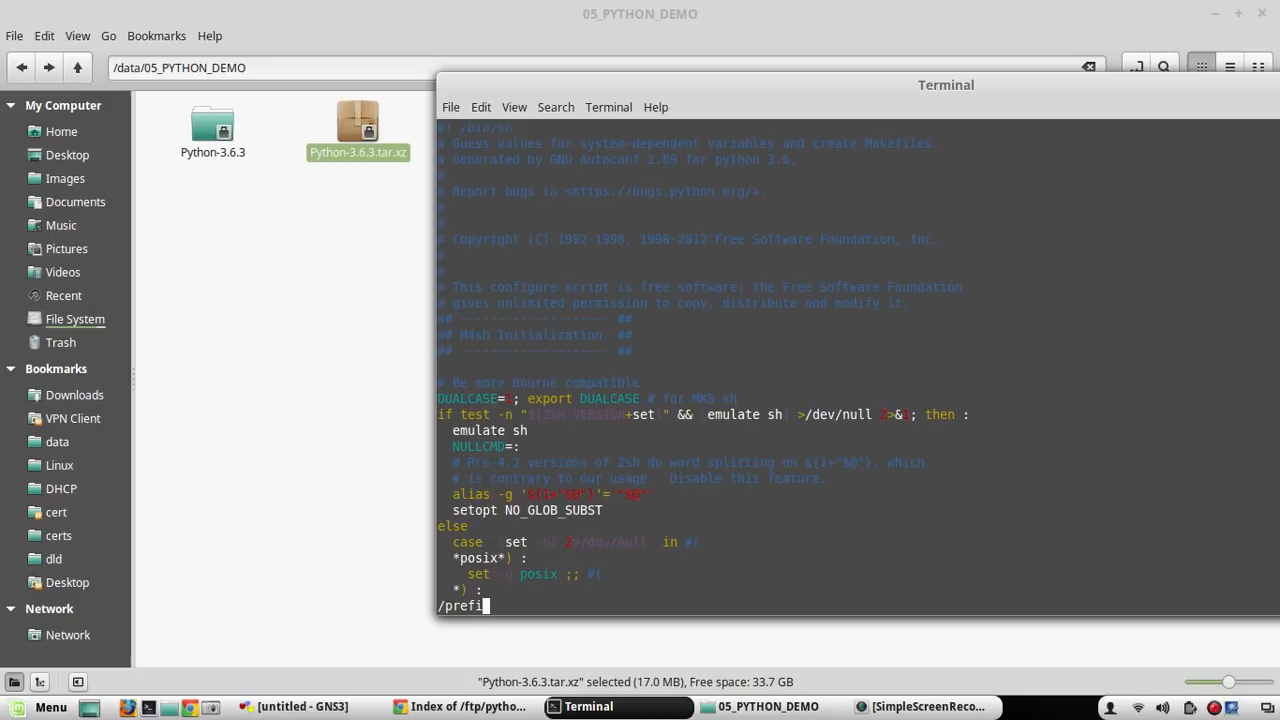 05_PYTHON_DEMO
File Edit View Go Bookmarks Help
/data/05_PYTHON_DEMO
My Computer
Home
Desktop
Images
Documents
Music
Pictures
Videos
Recent
File System
Trash
Bookmarks
Downloads
VPN Client
data
Linux
DHCP
cert
certs
dld
Desktop
Network
Network
Python-3.6.3
Python-3.6.3.tar.xz
Terminal
File Edit View Search Terminal Help
#! /bin/sh
# Guess values for system-dependent variables and create Makefiles.
# Generated by GNU Autoconf 2.69 for python 3.6.
#
# Report bugs to <https://bugs.python.org/>.
#
#
# Copyright (C) 1992-1996, 1998-2012 Free Software Foundation, Inc.
#
#
# This configure script is free software; the Free Software Foundation
# gives unlimited permission to copy, distribute and modify it.
## -------------------- ##
## M4sh Initialization. ##
## -------------------- ##
# Be more Bourne compatible
DUALCASE=1; export DUALCASE # for MKS sh
if test -n "${ZSH_VERSION+set}" && (emulate sh) >/dev/null 2>&1; then :
emulate sh
NULLCMD=:
# Pre-4.2 versions of Zsh do word splitting on ${1+"$@"}, which
# is contrary to our usage. Disable this feature.
alias -g '${1+"$@"}'='"$@"'
setopt NO_GLOB_SUBST
else
case `(set -o) 2>/dev/null` in #(
*posix*) :
set -o posix ;; #(
*) :
/prefi
"Python-3.6.3.tar.xz" selected (17.0 MB), Free space: 33.7 GB
Menu
[untitled - GNS3]
Index of /ftp/pytho...
Terminal
05_PYTHON_DEMO
[SimpleScreenReco...